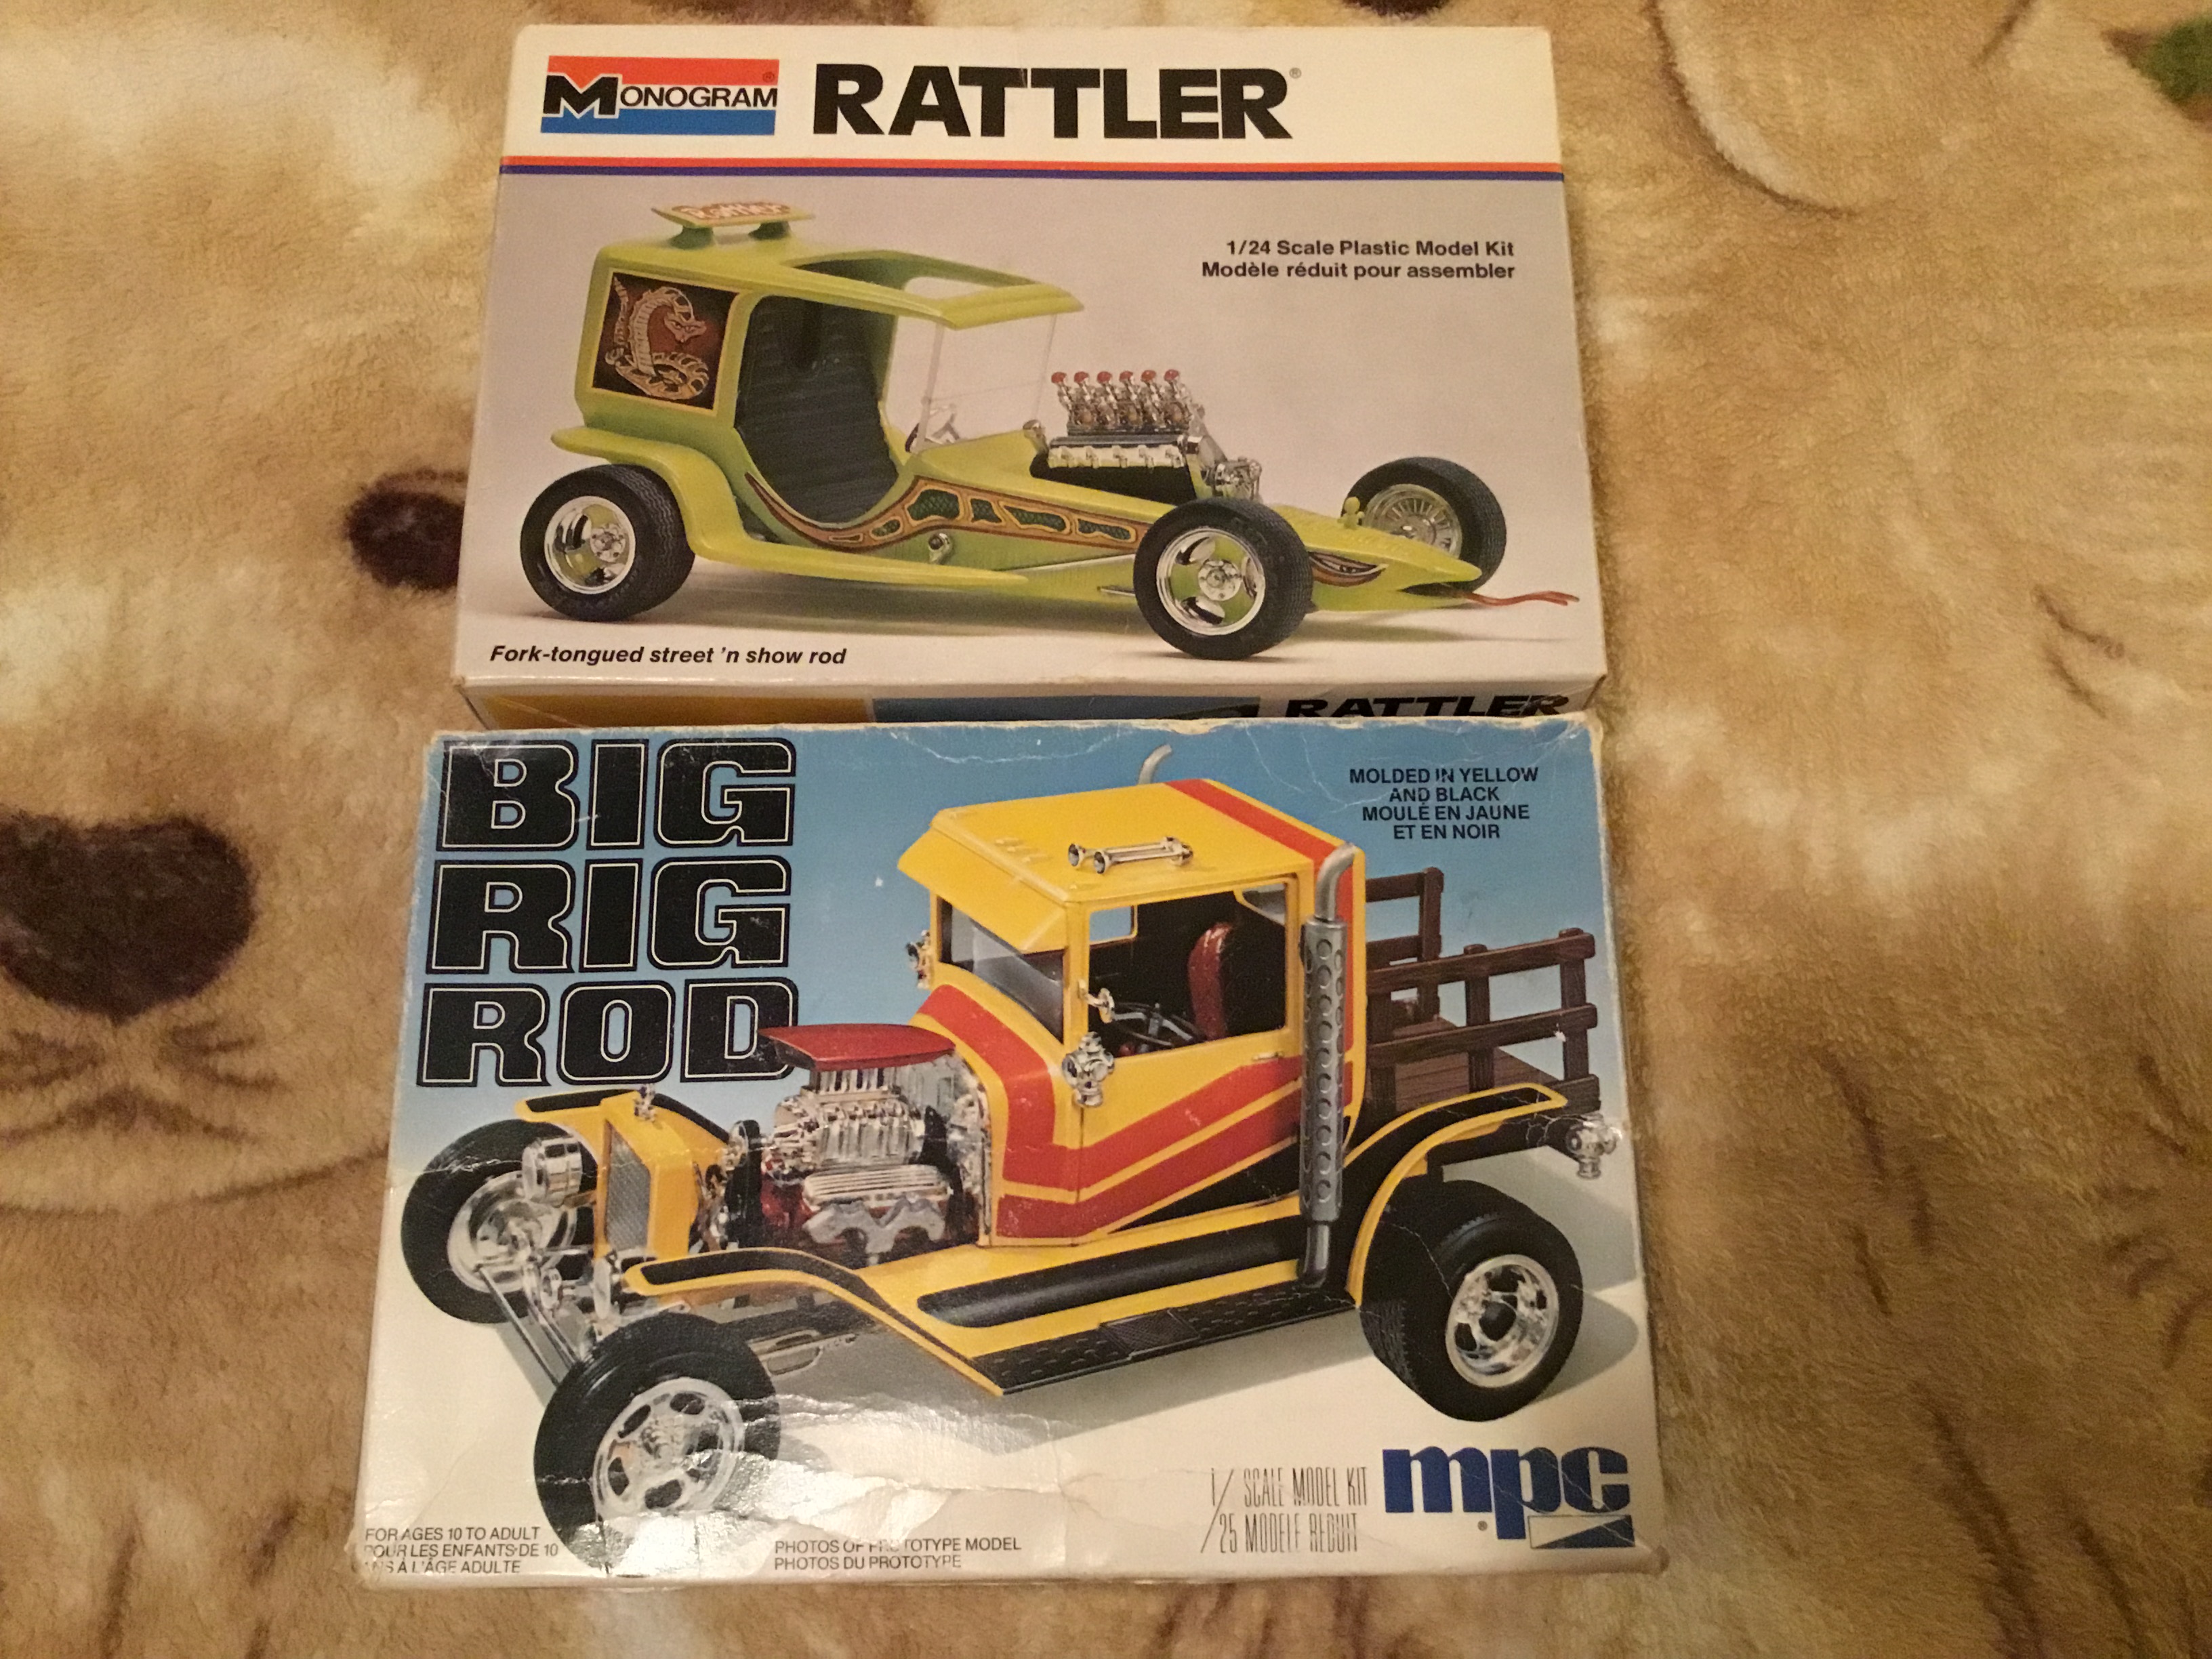 MONOGRAM® RATTLER®
Rattler
1/24 Scale Plastic Model Kit
Modèle réduit pour assembler
Fork-tongued street 'n show rod
RATTLER
BIG
RIG
ROD
MOLDED IN YELLOW
AND BLACK
MOULÉ EN JAUNE
ET EN NOIR
1/25 SCALE MODEL KIT
MODELE REDUIT
mpc®
FOR AGES 10 TO ADULT
POUR LES ENFANTS DE 10
ANS À L'ÂGE ADULTE
PHOTOS OF PROTOTYPE MODEL
PHOTOS DU PROTOTYPE